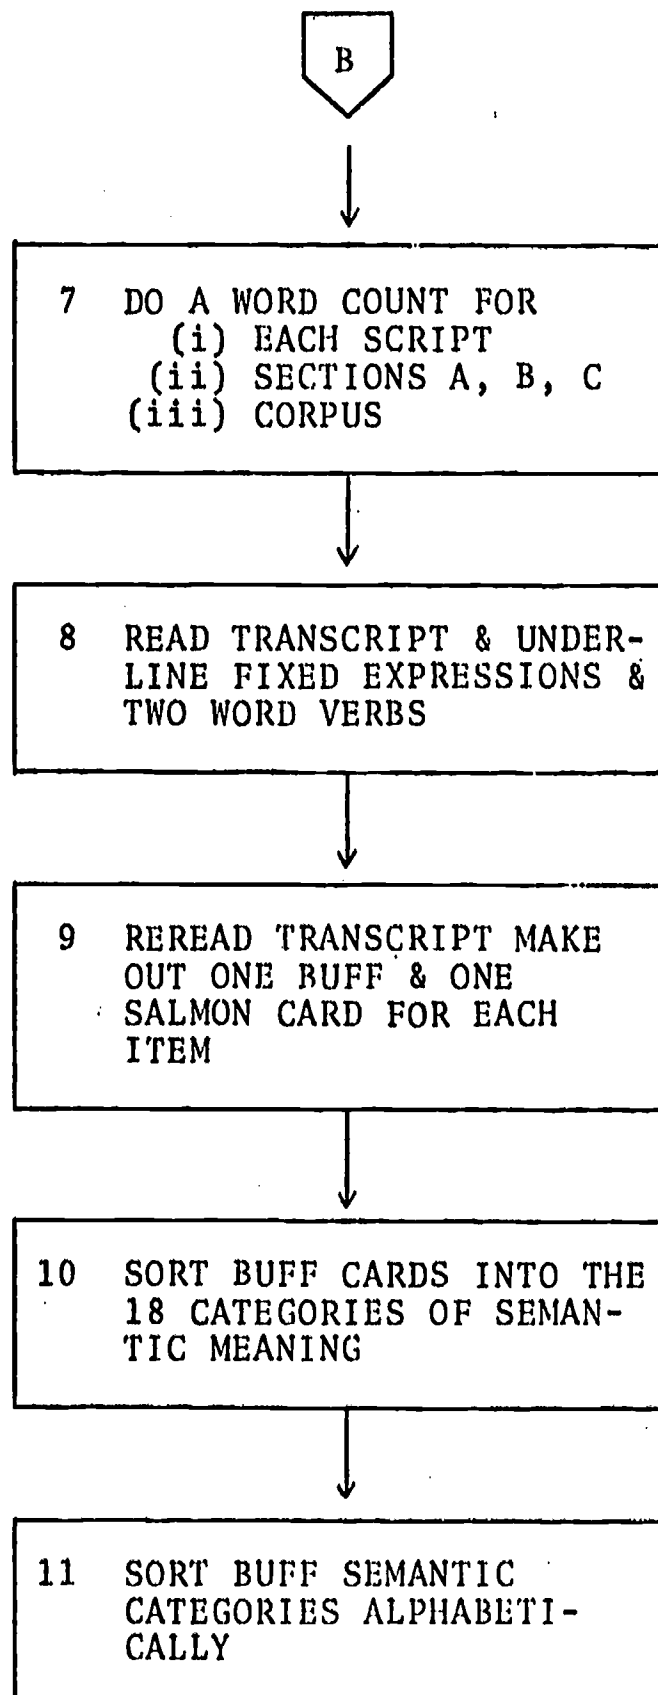 B
7 DO A WORD COUNT FOR
(i) EACH SCRIPT
(ii) SECTIONS A, B, C
(iii) CORPUS
8 READ TRANSCRIPT & UNDER-
LINE FIXED EXPRESSIONS &
TWO WORD VERBS
9 REREAD TRANSCRIPT MAKE
OUT ONE BUFF & ONE
SALMON CARD FOR EACH
ITEM
10 SORT BUFF CARDS INTO THE
18 CATEGORIES OF SEMAN-
TIC MEANING
11 SORT BUFF SEMANTIC
CATEGORIES ALPHABETI-
CALLY